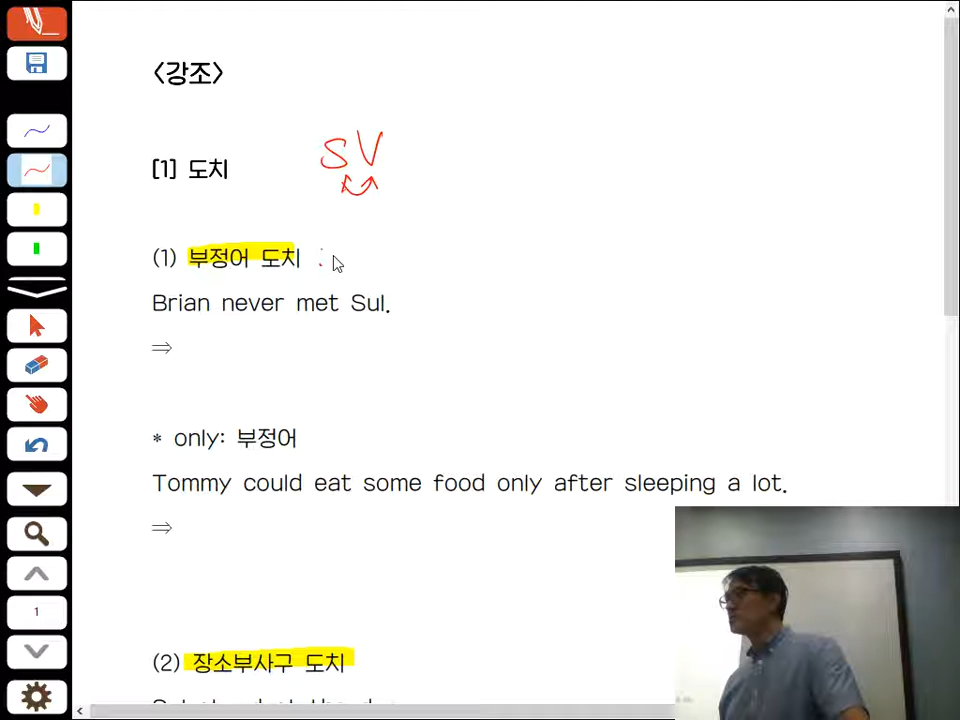 <강조>
[1] 도치
SV
(1) 부정어 도치 :
Brian never met Sul.
⇒
* only: 부정어
Tommy could eat some food only after sleeping a lot.
⇒
(2) 장소부사구 도치
1